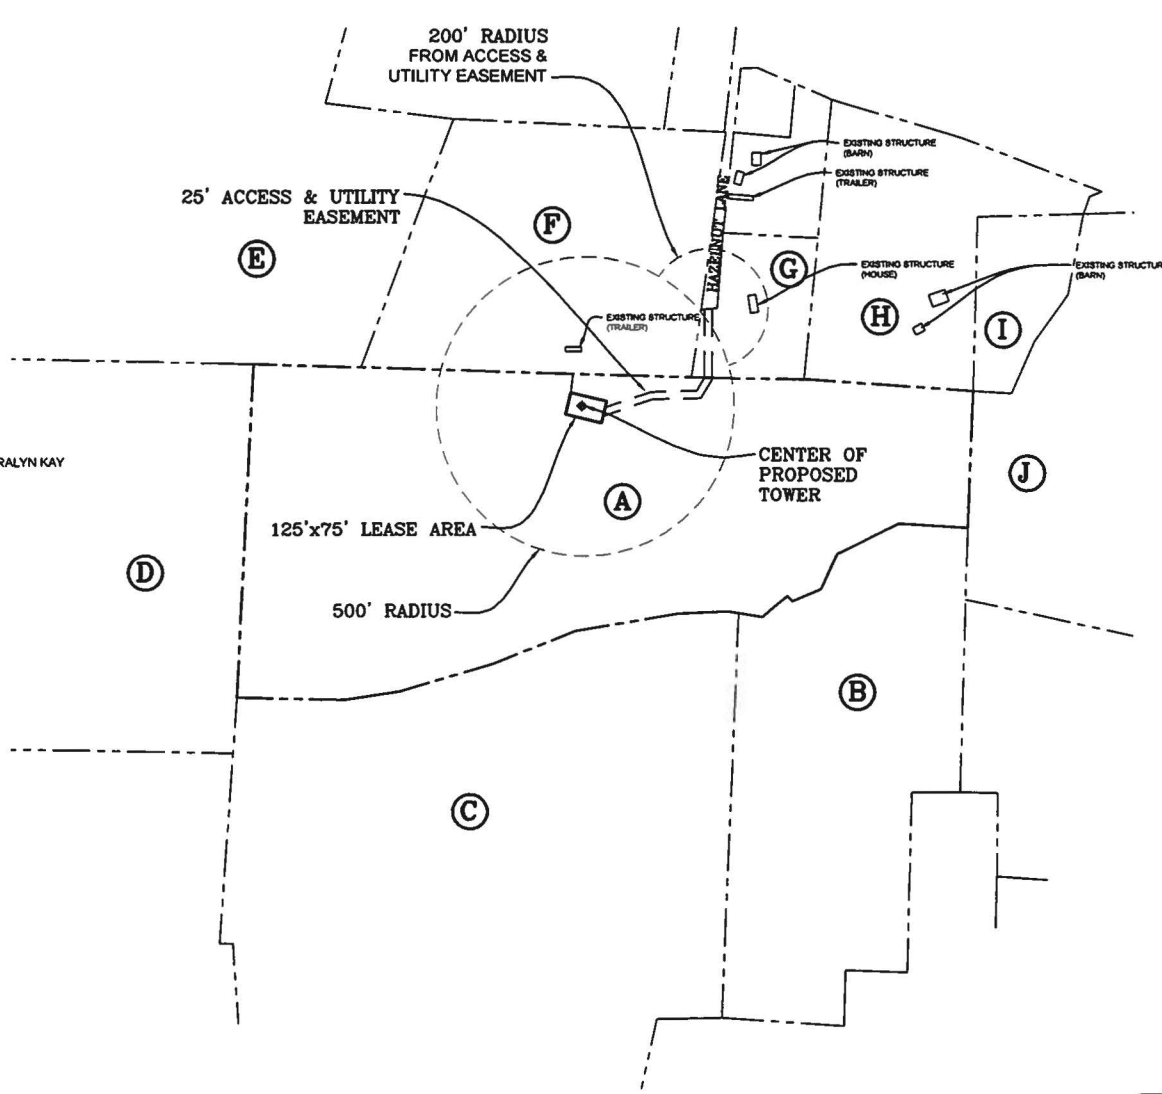 200' RADIUS
FROM ACCESS &
UTILITY EASEMENT
EXISTING STRUCTURE
(BARN)
EXISTING STRUCTURE
(TRAILER)
25' ACCESS & UTILITY
EASEMENT
HAZELNUT LANE
F
E
G
EXISTING STRUCTURE
(HOUSE)
EXISTING STRUCTURE
(BARN)
H
I
EXISTING STRUCTURE
(TRAILER)
RALYN KAY
CENTER OF
PROPOSED
TOWER
J
A
125'x75' LEASE AREA
D
500' RADIUS
B
C